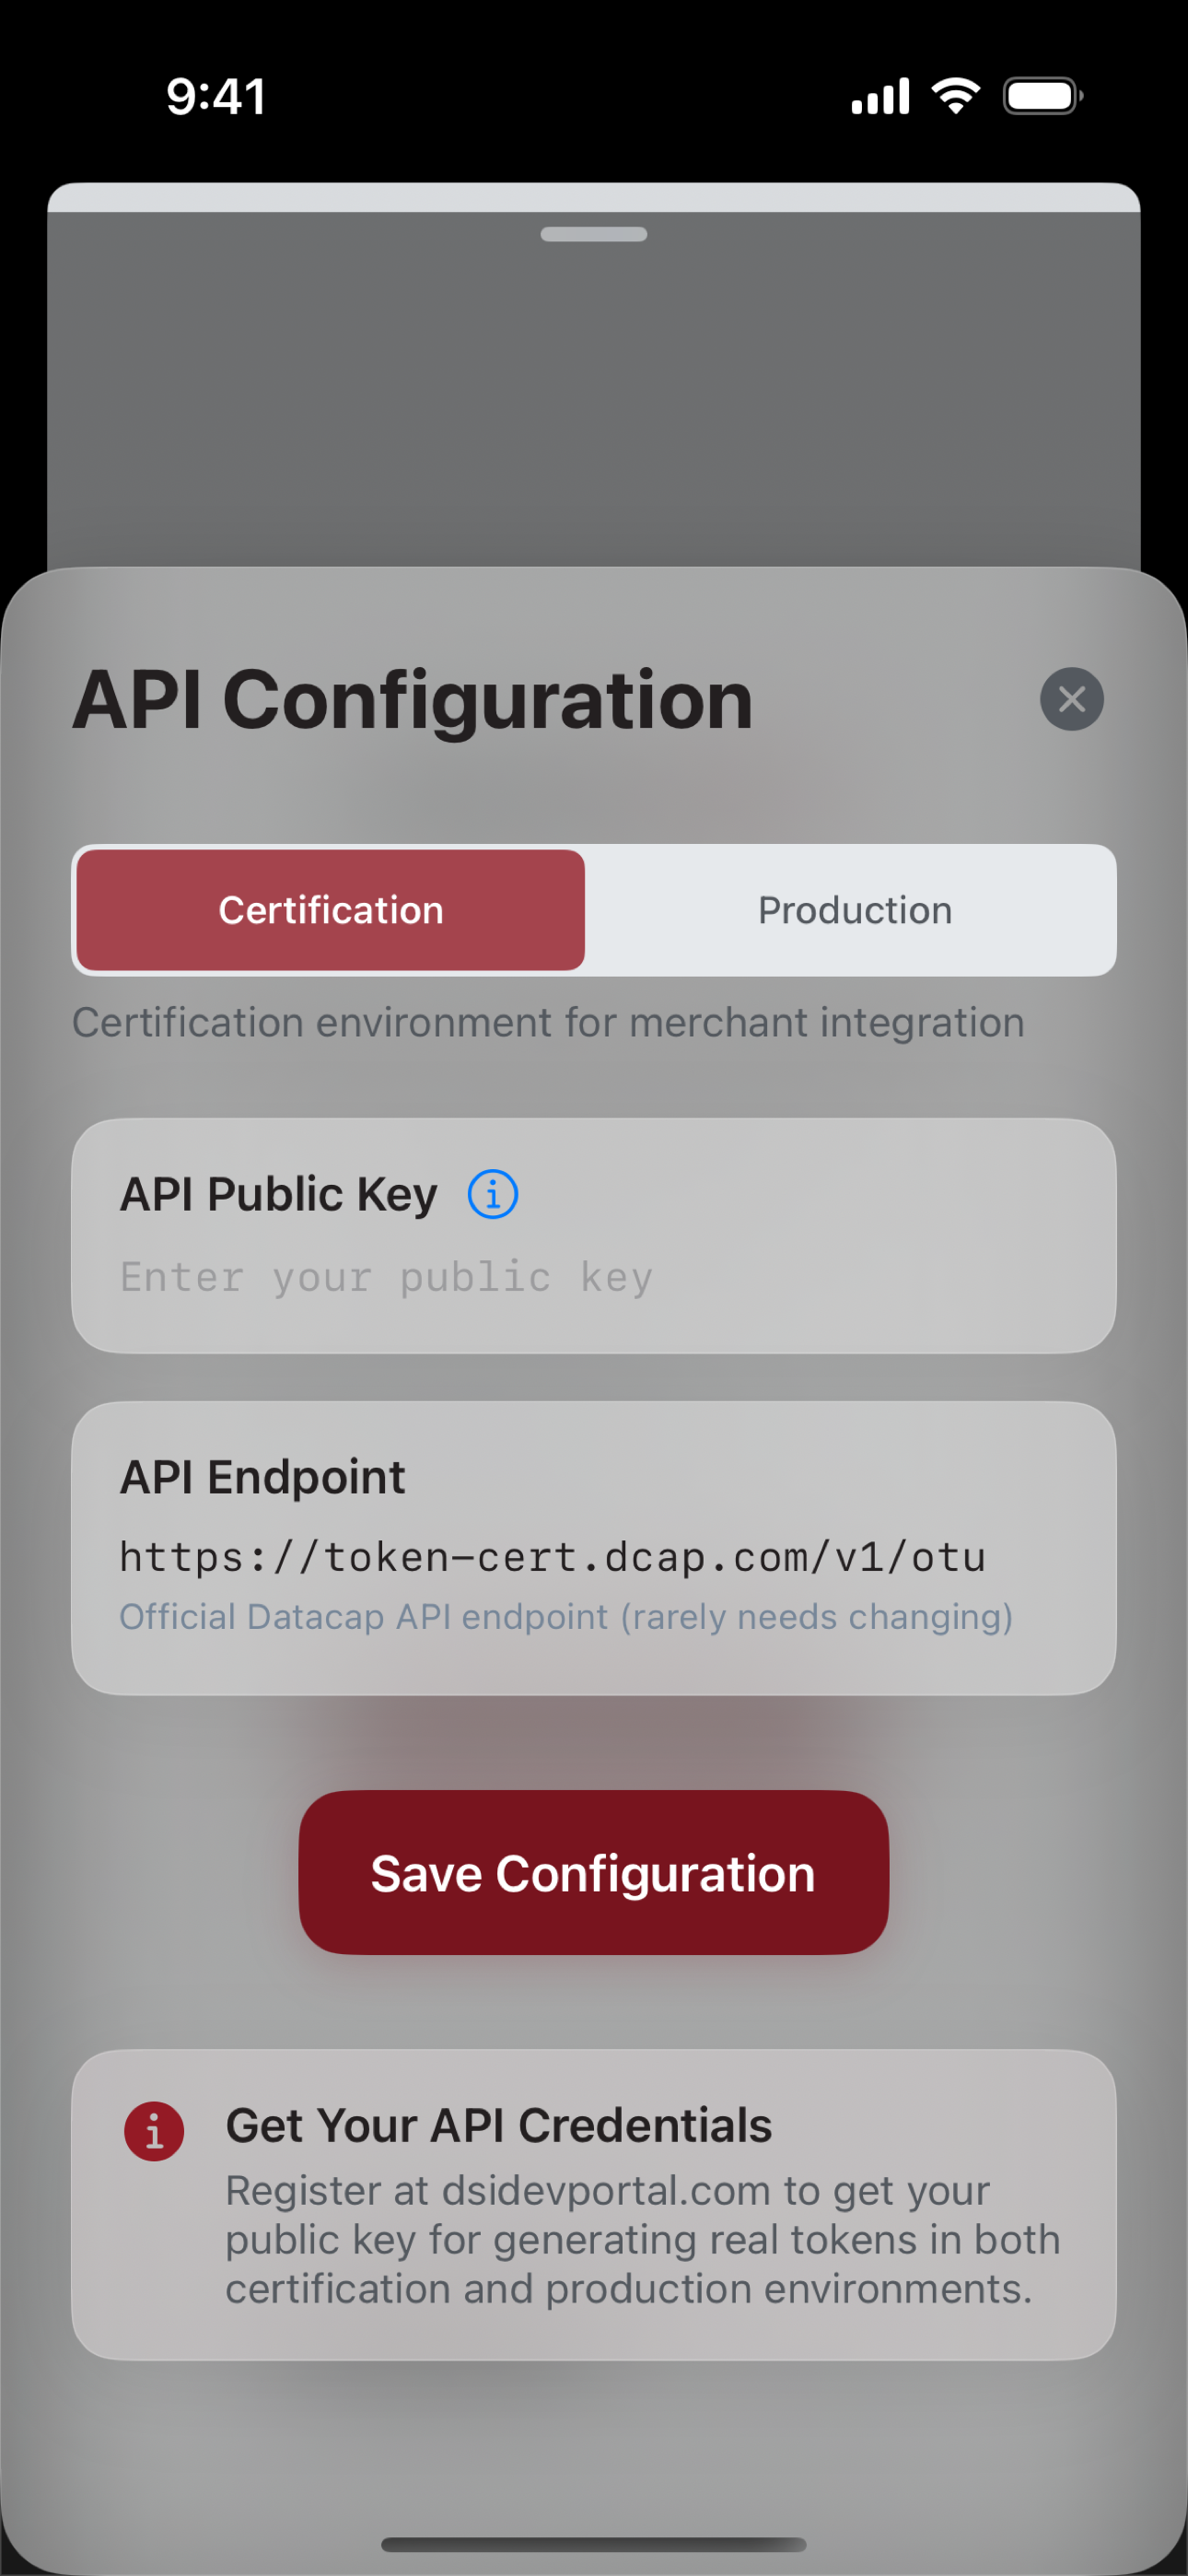 9:41
API Configuration
Certification
Production
Certification environment for merchant integration
API Public Key
Enter your public key
API Endpoint
https://token-cert.dcap.com/v1/otu
Official Datacap API endpoint (rarely needs changing)
Save Configuration
Get Your API Credentials
Register at dsidevportal.com to get your
public key for generating real tokens in both
certification and production environments.